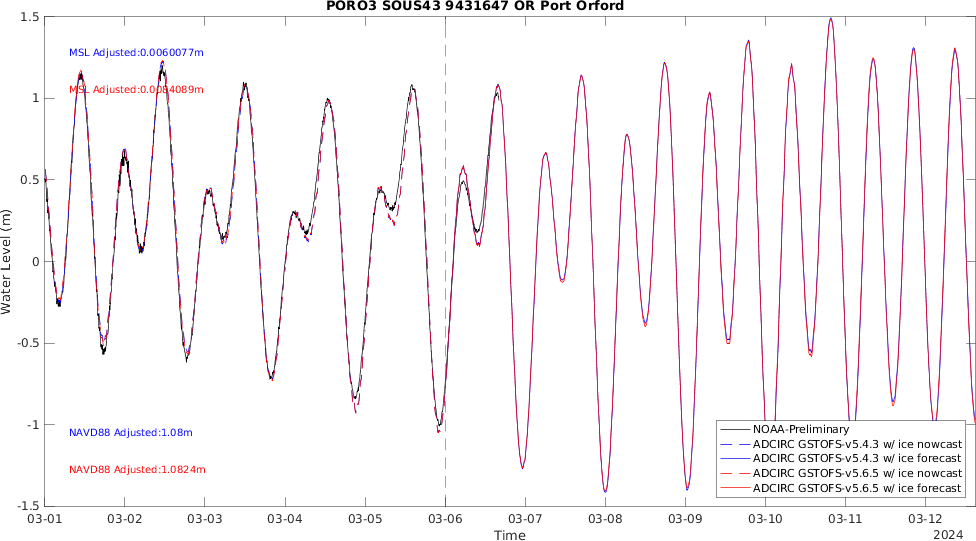 PORO3 SOUS43 9431647 OR Port Orford
Water Level (m)
1.5
1
0.5
0
-0.5
-1
-1.5
MSL Adjusted:0.0060077m
MSL Adjusted:0.0084089m
NAVD88 Adjusted:1.08m
NAVD88 Adjusted:1.0824m
NOAA-Preliminary
ADCIRC GSTOFS-v5.4.3 w/ ice nowcast
ADCIRC GSTOFS-v5.4.3 w/ ice forecast
ADCIRC GSTOFS-v5.6.5 w/ ice nowcast
ADCIRC GSTOFS-v5.6.5 w/ ice forecast
03-01 03-02 03-03 03-04 03-05 03-06 03-07 03-08 03-09 03-10 03-11 03-12
Time
2024